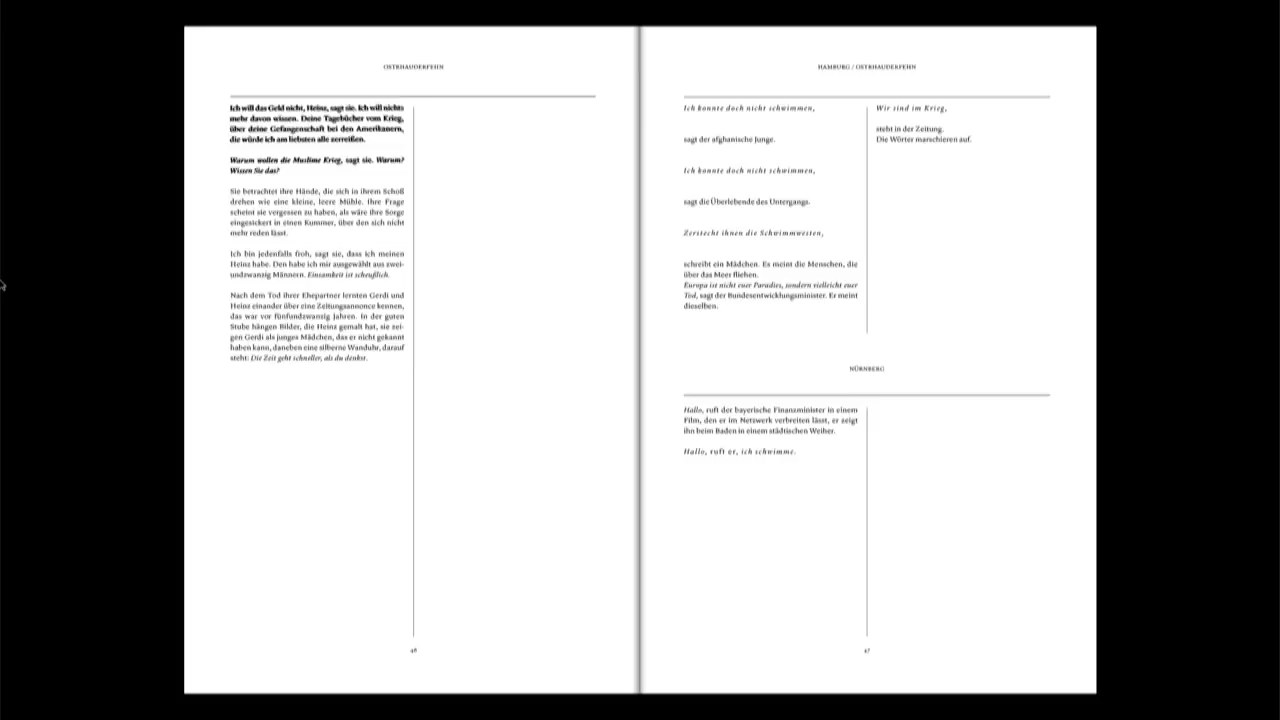 OSTRHAUDERFEHN
Ich will das Geld nicht, Heinz, sagt sie. Ich will nichts
mehr davon wissen. Deine Tagebücher vom Krieg,
über deine Gefangenschaft bei den Amerikanern,
die würde ich am liebsten alle zerreißen.
Warum wollen die Muslime Krieg, sagt sie. Warum?
Wissen Sie das?
Sie betrachtet ihre Hände, die sich in ihrem Schoß
drehen wie eine kleine, leere Mühle. Ihre Frage
scheint sie vergessen zu haben, als wäre ihre Sorge
eingesickert in einen Kummer, über den sich nicht
mehr reden lässt.
Ich bin jedenfalls froh, sagt sie, dass ich meinen
Heinz habe. Den habe ich mir ausgewählt aus zwei-
undzwanzig Männern. Einsamkeit ist scheußlich.
Nach dem Tod ihrer Ehepartner lernten Gerdi und
Heinz einander über eine Zeitungsannonce kennen,
das war vor fünfundzwanzig Jahren. In der guten
Stube hängen Bilder, die Heinz gemalt hat, sie zei-
gen Gerdi als junges Mädchen, das er nicht gekannt
haben kann, daneben eine silberne Wanduhr, darauf
steht: Die Zeit geht schneller, als du denkst.
46
HAMBURG / OSTRHAUDERFEHN
Ich konnte doch nicht schwimmen,
sagt der afghanische Junge.
Ich konnte doch nicht schwimmen,
sagt die Überlebende des Untergangs.
Zerstecht ihnen die Schwimmwesten,
schreibt ein Mädchen. Es meint die Menschen, die
über das Meer fliehen.
Europa ist nicht euer Paradies, sondern vielleicht euer
Tod, sagt der Bundesentwicklungsminister. Er meint
dieselben.
Wir sind im Krieg,
steht in der Zeitung.
Die Wörter marschieren auf.
NÜRNBERG
Hallo, ruft der bayerische Finanzminister in einem
Film, den er im Netzwerk verbreiten lässt, er zeigt
ihn beim Baden in einem städtischen Weiher.
Hallo, ruft er, ich schwimme.
47